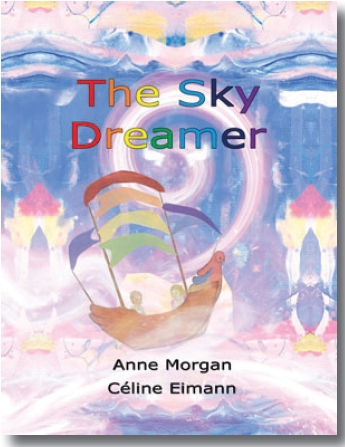 The Sky
Dreamer
Anne Morgan
Céline Eimann